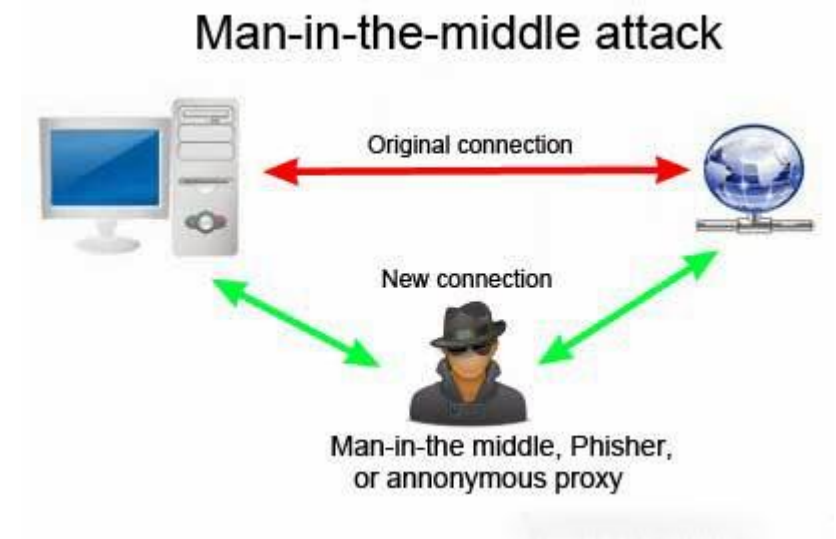 Man-in-the-middle attack
Original connection
New connection
Man-in-the middle, Phisher,
or annonymous proxy